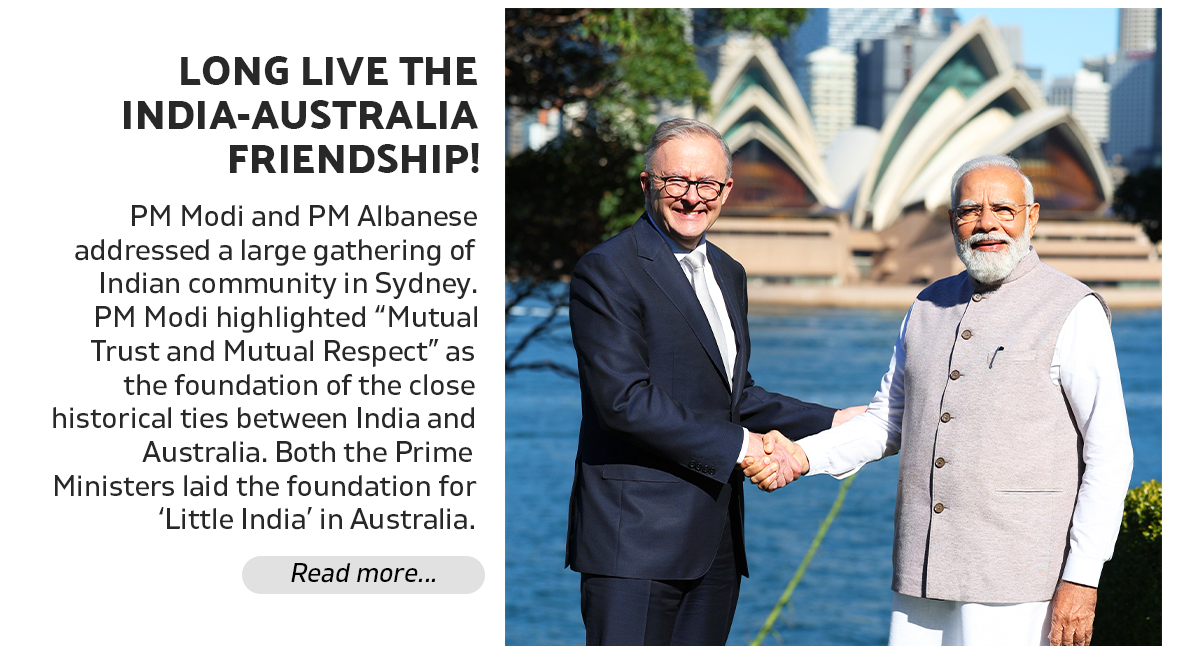 LONG LIVE THE
INDIA-AUSTRALIA
FRIENDSHIP!
PM Modi and PM Albanese
addressed a large gathering of
Indian community in Sydney.
PM Modi highlighted “Mutual
Trust and Mutual Respect” as
the foundation of the close
historical ties between India and
Australia. Both the Prime
Ministers laid the foundation for
‘Little India’ in Australia.
Read more...